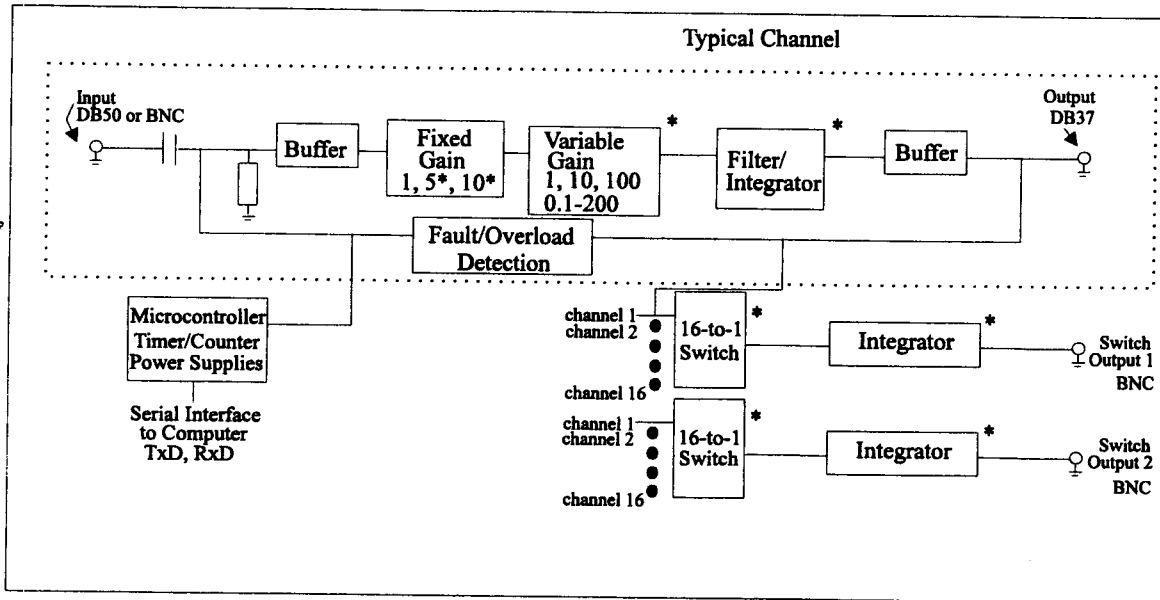 Typical Channel
Input
DB50 or BNC
Output
DB37
Buffer
Fixed
Gain
1, 5*, 10*
Variable
Gain
1, 10, 100
0.1-200
*
Filter/
Integrator
*
Buffer
Fault/Overload
Detection
Microcontroller
Timer/Counter
Power Supplies
Serial Interface
to Computer
TxD, RxD
channel 1
channel 2
channel 16
16-to-1
Switch
*
Integrator
*
Switch
Output 1
BNC
channel 1
channel 2
channel 16
16-to-1
Switch
*
Integrator
*
Switch
Output 2
BNC